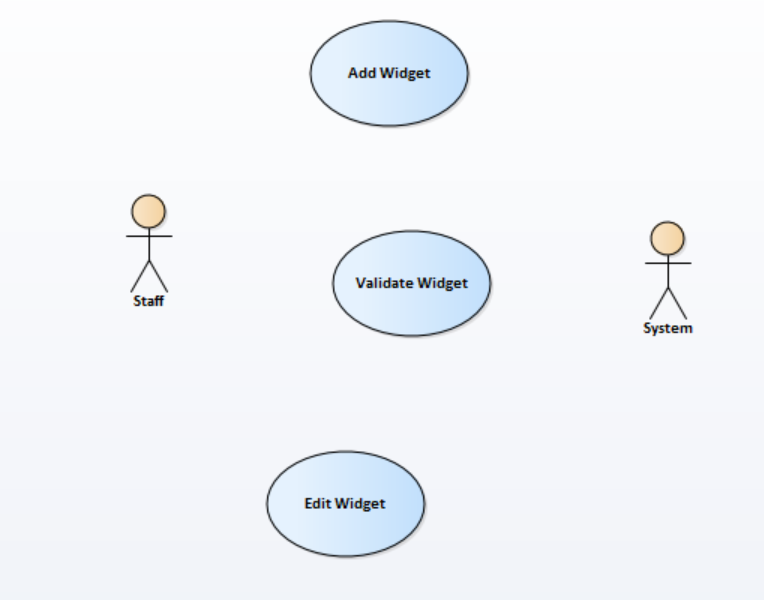 Add Widget
Staff
Validate Widget
System
Edit Widget